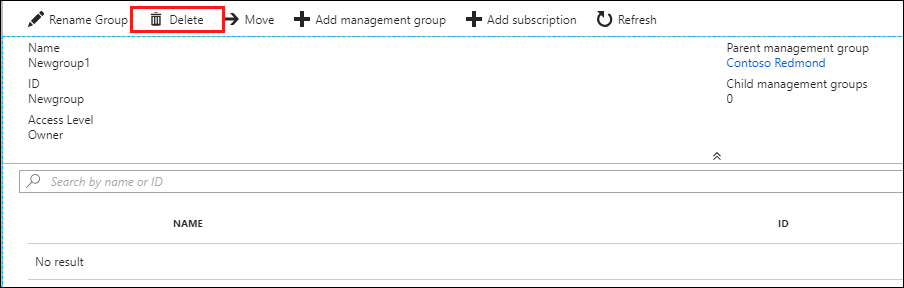 Rename Group Delete Move Add management group Add subscription Refresh
Name
Newgroup1
ID
Newgroup
Access Level
Owner
Parent management group
Contoso Redmond
Child management groups
0
Search by name or ID
NAME ID
No result